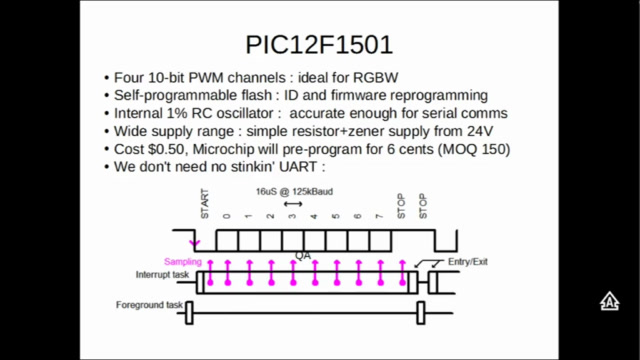 PIC12F1501
• Four 10-bit PWM channels : ideal for RGBW
• Self-programmable flash : ID and firmware reprogramming
• Internal 1% RC oscillator : accurate enough for serial comms
• Wide supply range : simple resistor+zener supply from 24V
• Cost $0.50, Microchip will pre-program for 6 cents (MOQ 150)
• We don't need no stinkin' UART :
16uS @ 125kBaud
START 0 1 2 3 4 5 6 7 STOP STOP
QA
Sampling
Entry/Exit
Interrupt task
Foreground task
A